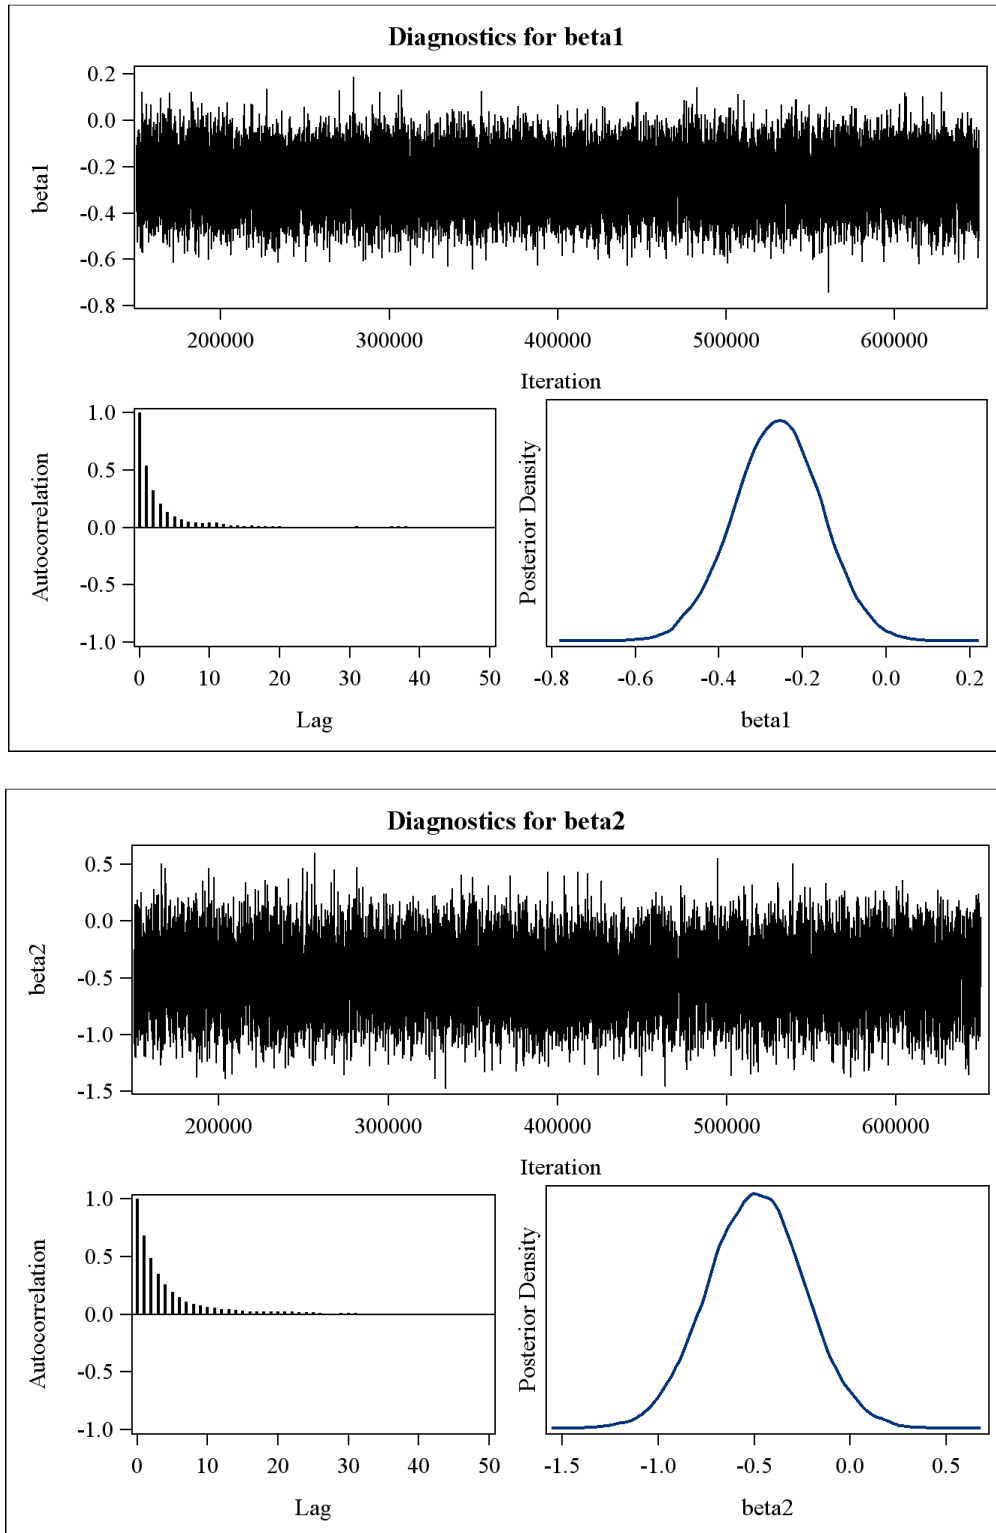 Diagnostics for beta1
0.2
0.0
-0.2
-0.4
-0.6
-0.8
beta1
200000 300000 400000 500000 600000
Iteration
1.0
0.5
0.0
-0.5
-1.0
Autocorrelation
0 10 20 30 40 50
Lag
Posterior Density
-0.8 -0.6 -0.4 -0.2 0.0 0.2
beta1
Diagnostics for beta2
0.5
0.0
-0.5
-1.0
-1.5
beta2
200000 300000 400000 500000 600000
Iteration
1.0
0.5
0.0
-0.5
-1.0
Autocorrelation
0 10 20 30 40 50
Lag
Posterior Density
-1.5 -1.0 -0.5 0.0 0.5
beta2